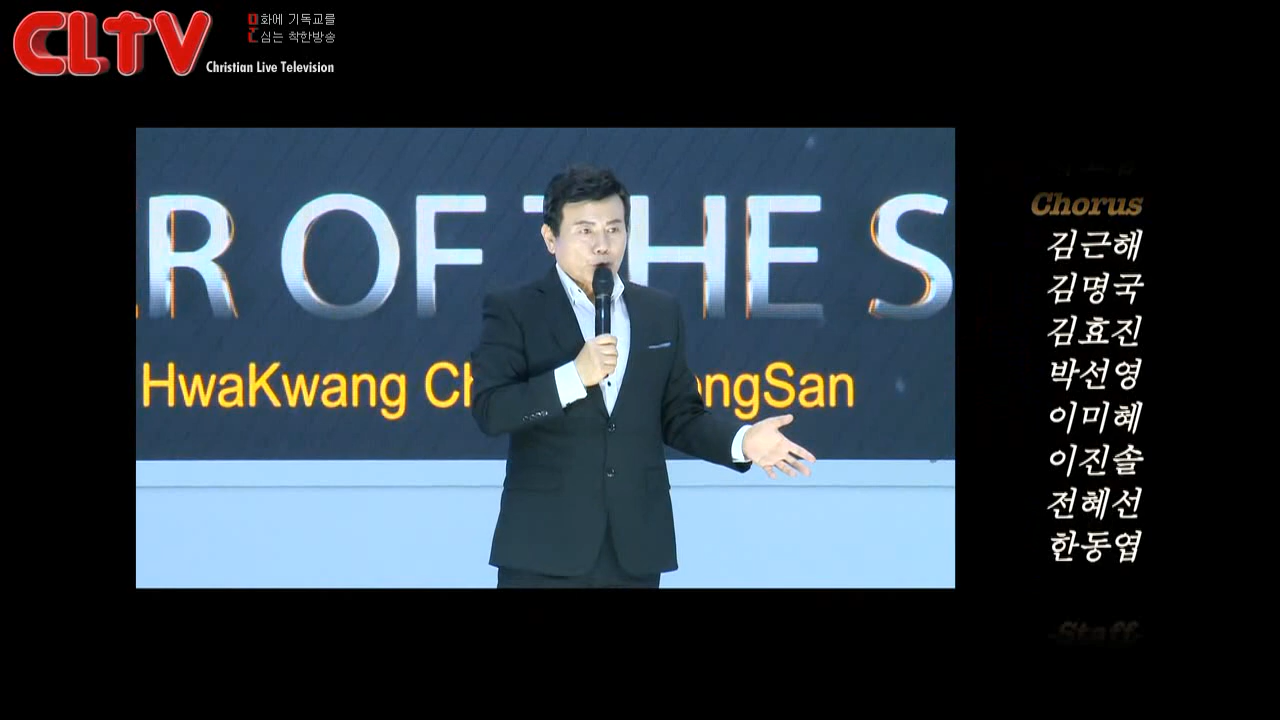 CLTV
문화에 기독교를
심는 착한방송
Christian Live Television
R OF THE S
HwaKwang Ch ngSan
Chorus
김근해
김명국
김효진
박선영
이미혜
이진솔
전혜선
한동엽
-Staff-